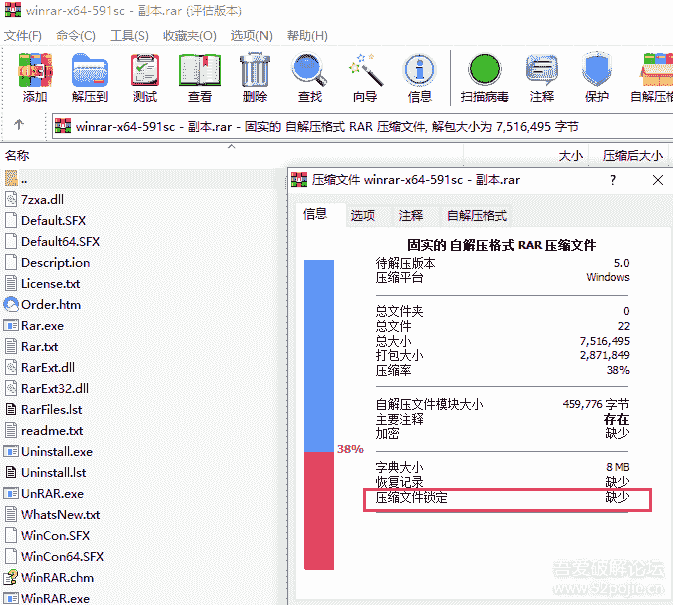 winrar-x64-591sc - 副本.rar (评估版本)
文件(F) 命令(C) 工具(S) 收藏夹(O) 选项(N) 帮助(H)
添加 解压到 测试 查看 删除 查找 向导 信息 扫描病毒 注释 保护 自解压格
winrar-x64-591sc - 副本.rar - 固实的 自解压格式 RAR 压缩文件, 解包大小为 7,516,495 字节
名称 大小 压缩后大小
..
7zxa.dll
Default.SFX
Default64.SFX
Descript.ion
License.txt
Order.htm
Rar.exe
Rar.txt
RarExt.dll
RarExt32.dll
RarFiles.lst
readme.txt
Uninstall.exe
Uninstall.lst
UnRAR.exe
WhatsNew.txt
WinCon.SFX
WinCon64.SFX
WinRAR.chm
WinRAR.exe
压缩文件 winrar-x64-591sc - 副本.rar ?
信息 选项 注释 自解压格式
固实的 自解压格式 RAR 压缩文件
待解压版本 5.0
压缩平台 Windows
总文件夹 0
总文件 22
总大小 7,516,495
打包大小 2,871,849
压缩率 38%
自解压文件模块大小 459,776 字节
主要注释 存在
加密 缺少
38%
字典大小 8 MB
恢复记录 缺少
压缩文件锁定 缺少
吾爱破解论坛
www.52pojie.cn